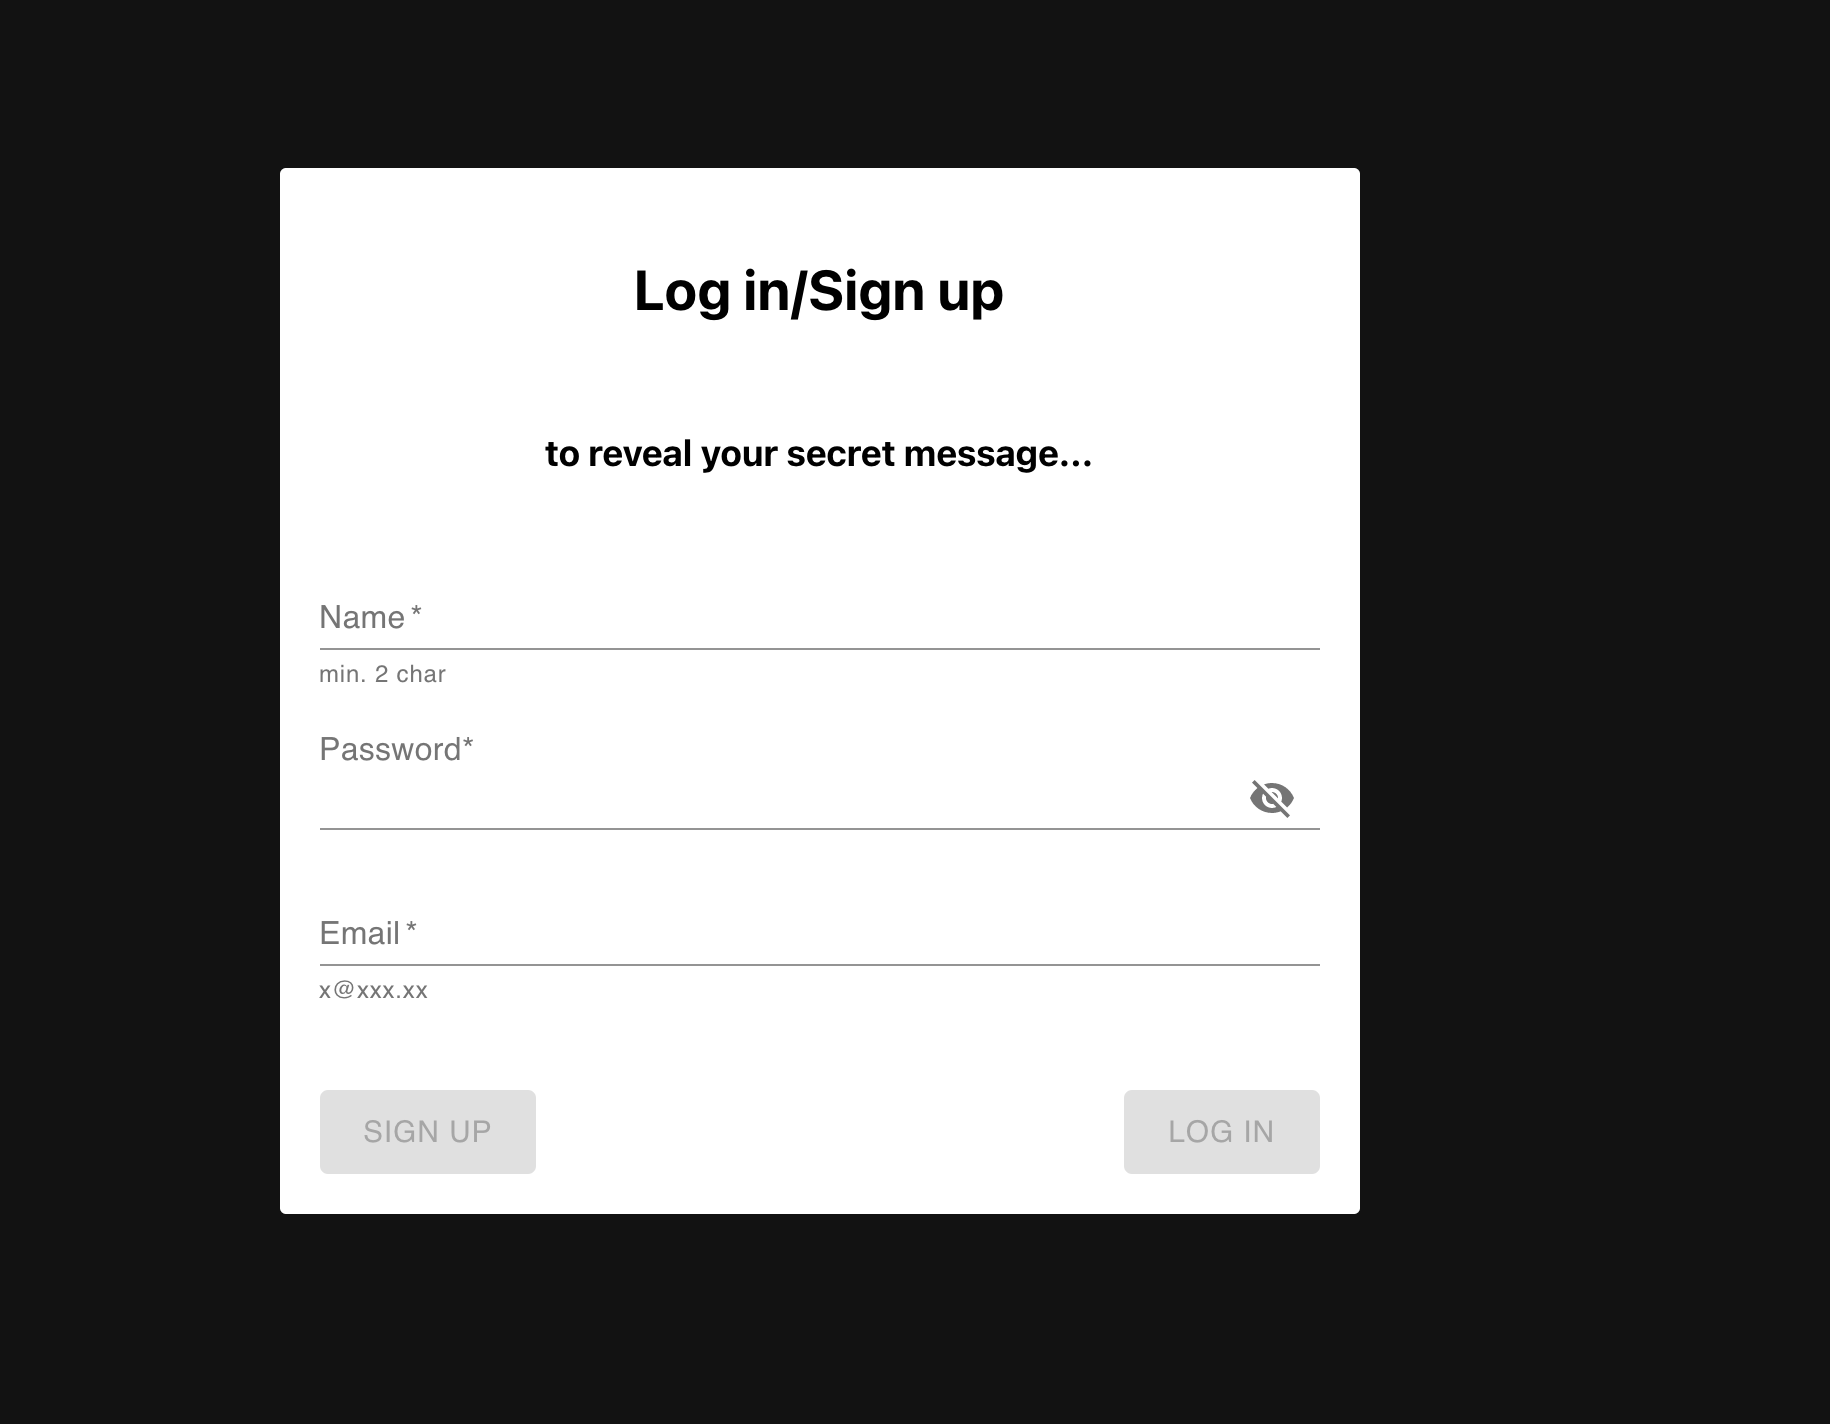 Log in/Sign up
to reveal your secret message...
Name *
min. 2 char
Password*
Email *
x@xxx.xx
SIGN UP
LOG IN